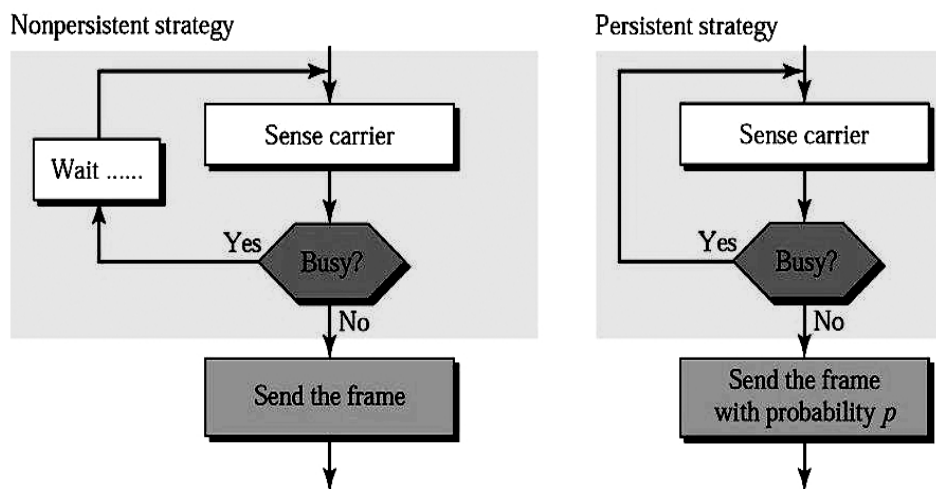 Nonpersistent strategy
Sense carrier
Wait ......
Yes
Busy?
No
Send the frame
Persistent strategy
Sense carrier
Yes
Busy?
No
Send the frame
with probability p